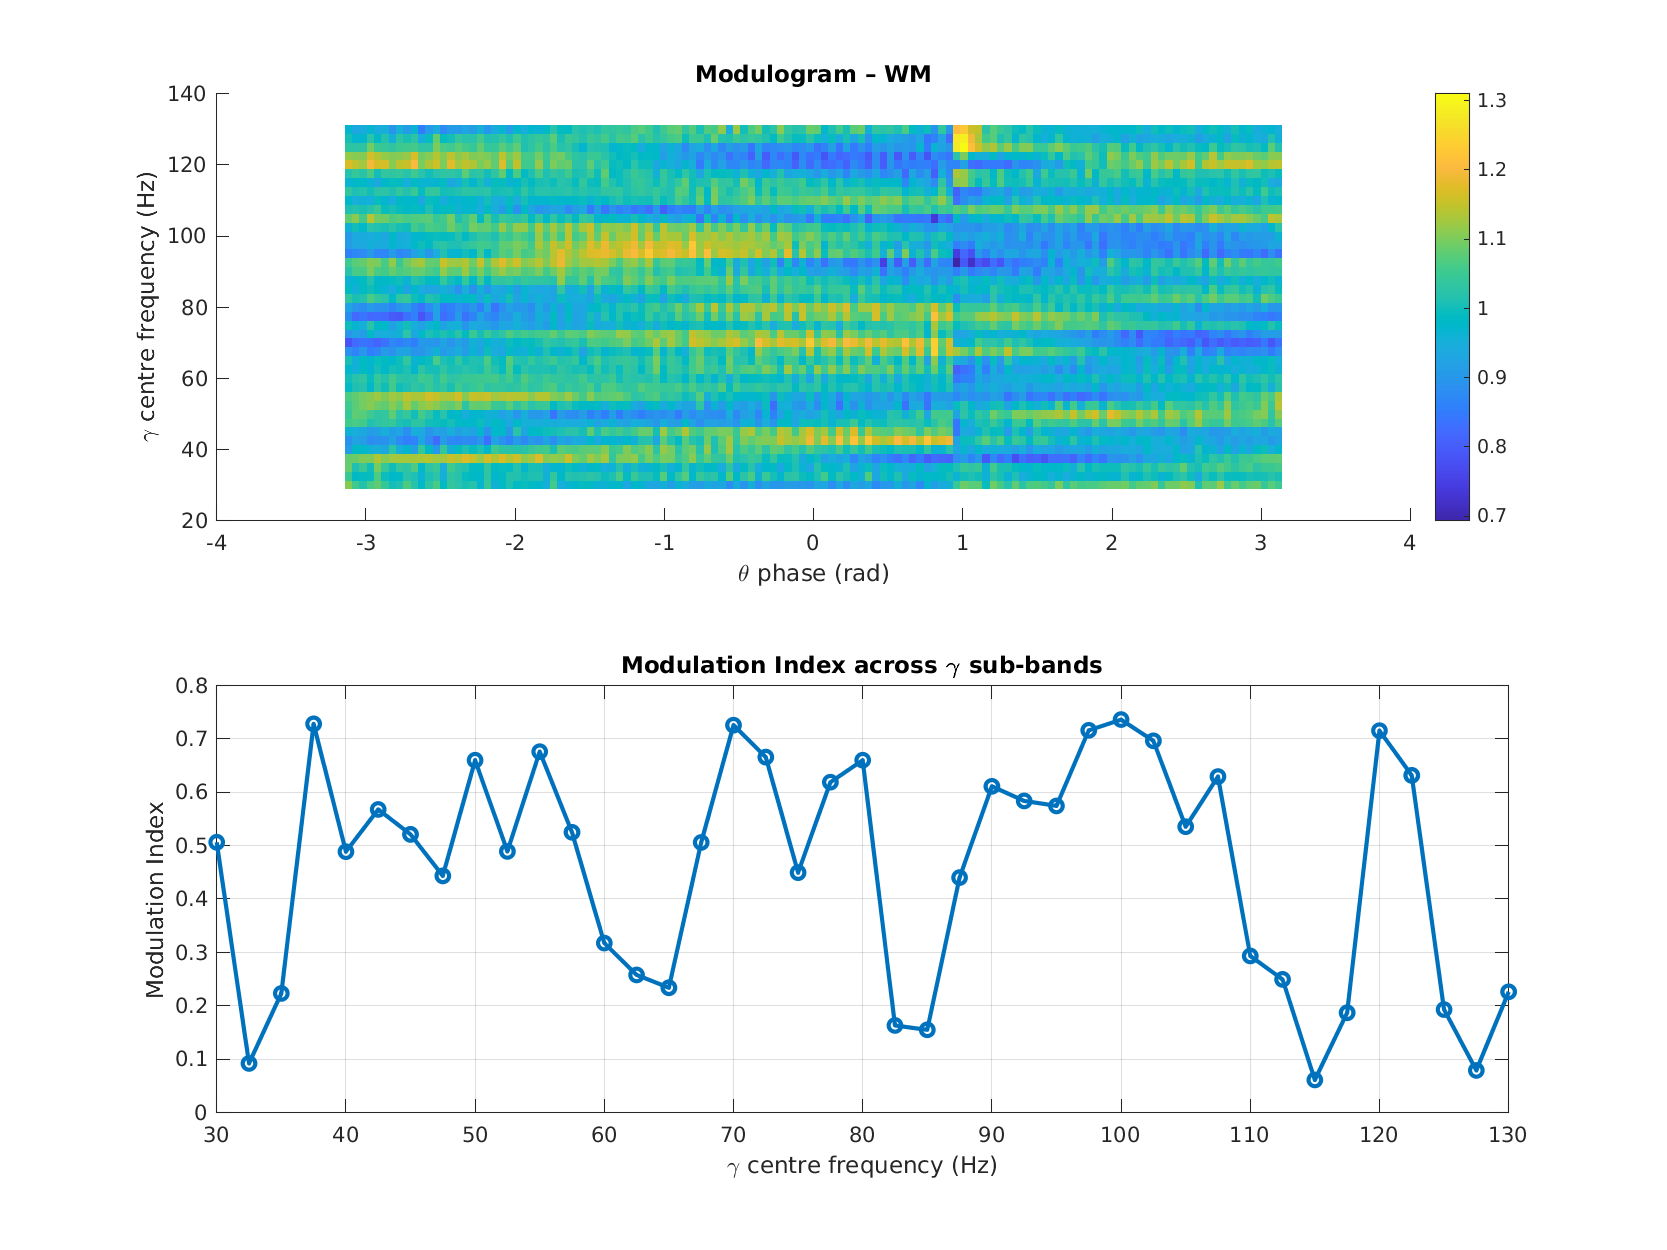 Modulogram – WM
140
120
100
80
60
40
20
γ centre frequency (Hz)
-4 -3 -2 -1 0 1 2 3 4
θ phase (rad)
1.3
1.2
1.1
1
0.9
0.8
0.7
Modulation Index across γ sub-bands
0.8
0.7
0.6
0.5
0.4
0.3
0.2
0.1
0
Modulation Index
30 40 50 60 70 80 90 100 110 120 130
γ centre frequency (Hz)